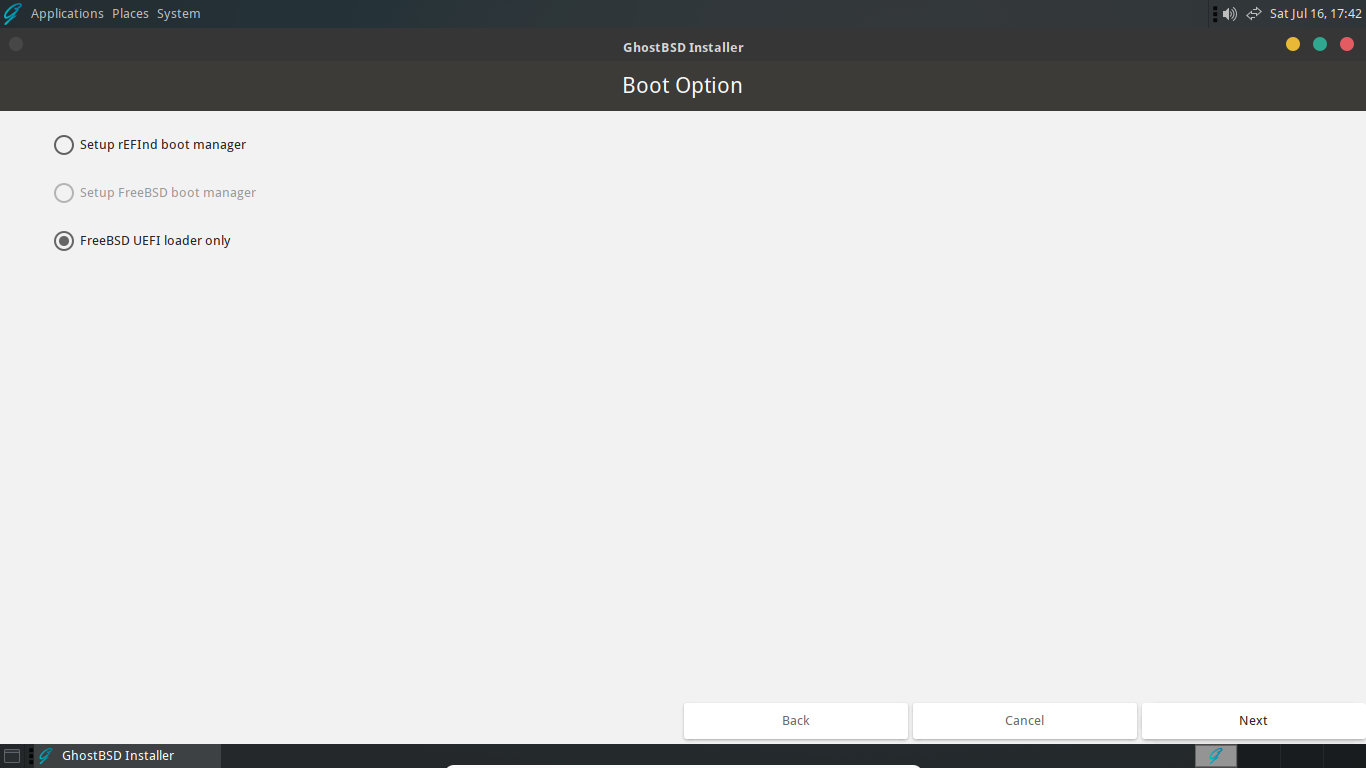 Applications Places System
Sat Jul 16, 17:42
GhostBSD Installer
Boot Option
Setup rEFInd boot manager
Setup FreeBSD boot manager
FreeBSD UEFI loader only
Back
Cancel
Next
GhostBSD Installer